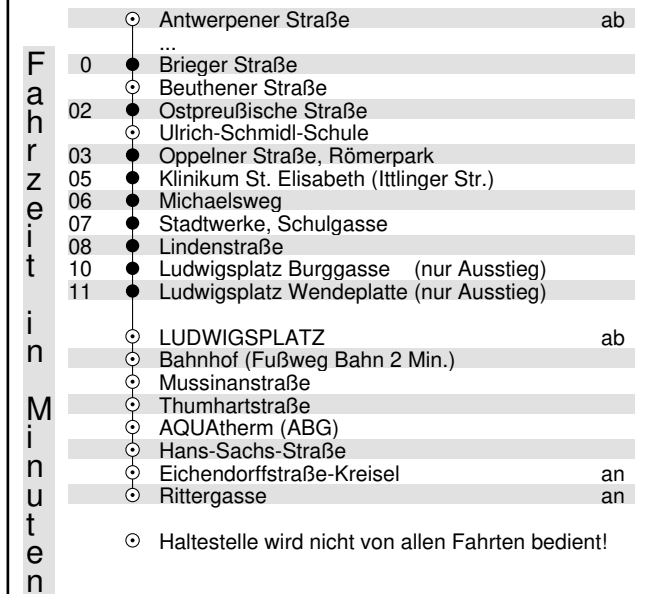 Antwerpener Straße ab
...
0 Brieger Straße
Beuthener Straße
02 Ostpreußische Straße
Ulrich-Schmidl-Schule
03 Oppelner Straße, Römerpark
05 Klinikum St. Elisabeth (Ittlinger Str.)
06 Michaelsweg
07 Stadtwerke, Schulgasse
08 Lindenstraße
10 Ludwigsplatz Burggasse (nur Ausstieg)
11 Ludwigsplatz Wendeplatte (nur Ausstieg)
LUDWIGSPLATZ ab
Bahnhof (Fußweg Bahn 2 Min.)
Mussinanstraße
Thumhartstraße
AQUAtherm (ABG)
Hans-Sachs-Straße
Eichendorffstraße-Kreisel an
Rittergasse an
Haltestelle wird nicht von allen Fahrten bedient!
Fahrzeit in Minuten